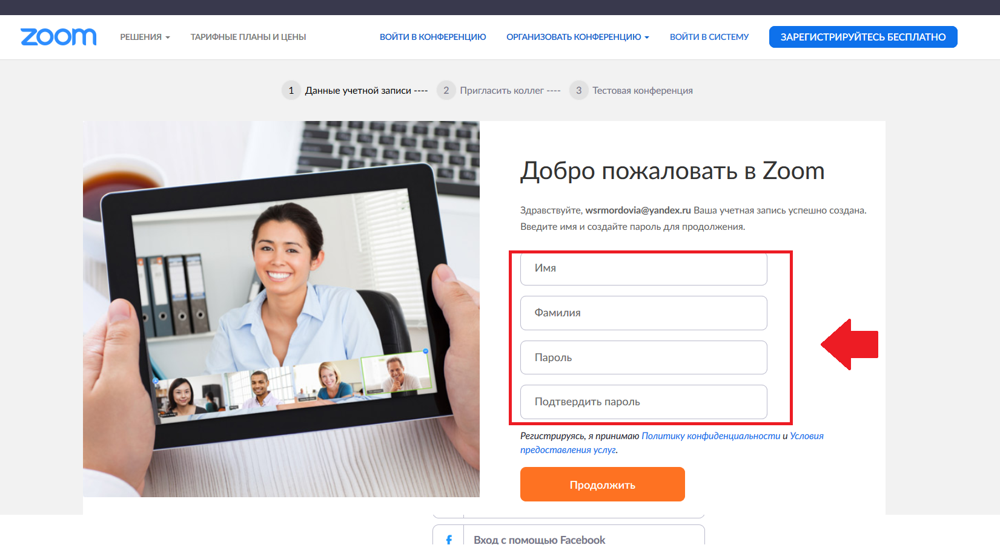 zoom
РЕШЕНИЯ
ТАРИФНЫЕ ПЛАНЫ И ЦЕНЫ
ВОЙТИ В КОНФЕРЕНЦИЮ
ОРГАНИЗОВАТЬ КОНФЕРЕНЦИЮ
ВОЙТИ В СИСТЕМУ
ЗАРЕГИСТРИРУЙТЕСЬ БЕСПЛАТНО
1 Данные учетной записи ---- 2 Пригласить коллег ---- 3 Тестовая конференция
Добро пожаловать в Zoom
Здравствуйте, wsrmordovia@yandex.ru Ваша учетная запись успешно создана.
Введите имя и создайте пароль для продолжения.
Имя
Фамилия
Пароль
Подтвердить пароль
Регистрируясь, я принимаю Политику конфиденциальности и Условия
предоставления услуг.
Продолжить
Вход с помощью Facebook